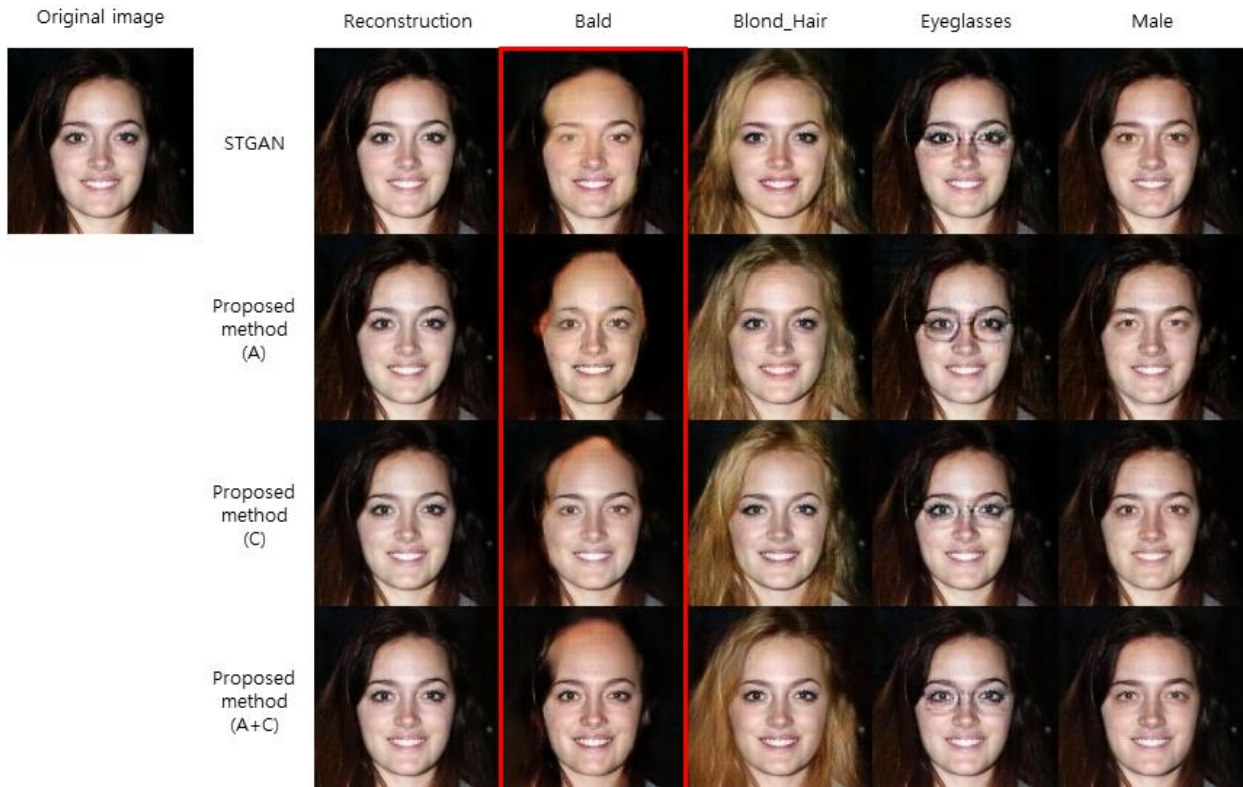 Original image
Reconstruction
Bald
Blond_Hair
Eyeglasses
Male
STGAN
Proposed
method
(A)
Proposed
method
(C)
Proposed
method
(A+C)